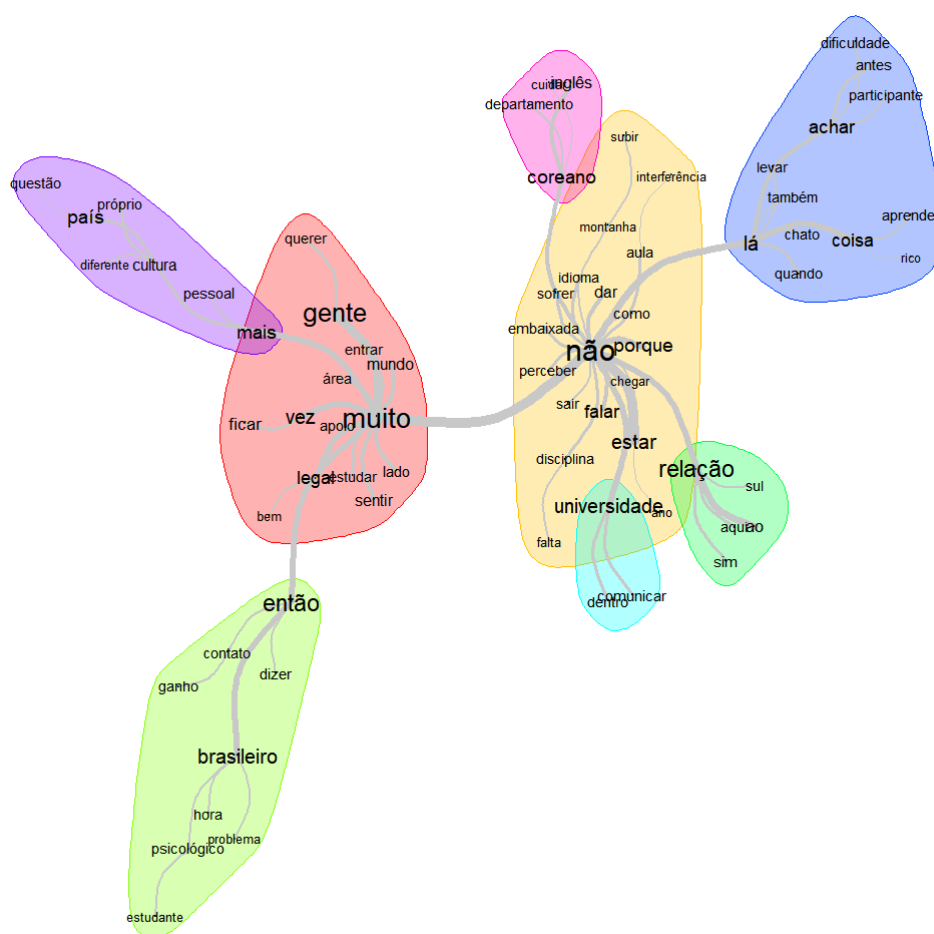 dificuldade
antes
participante
achar
levar
também
aprender
chato
coisa
lá
rico
quando
inglês
departamento
coreano
subir
interferência
montanha
aula
idioma
sofrer
dar
como
embaixada
não
porque
perceber
chegar
sair
falar
estar
disciplina
universidade
ano
falta
dentro
comunicar
relação
sul
aqui
sim
questão
próprio
país
diferente
cultura
pessoal
mais
querer
gente
entrar
mundo
área
ficar
vez
apoio
muito
legal
estudar
lado
sentir
bem
então
contato
dizer
ganho
brasileiro
hora
problema
psicológico
estudante